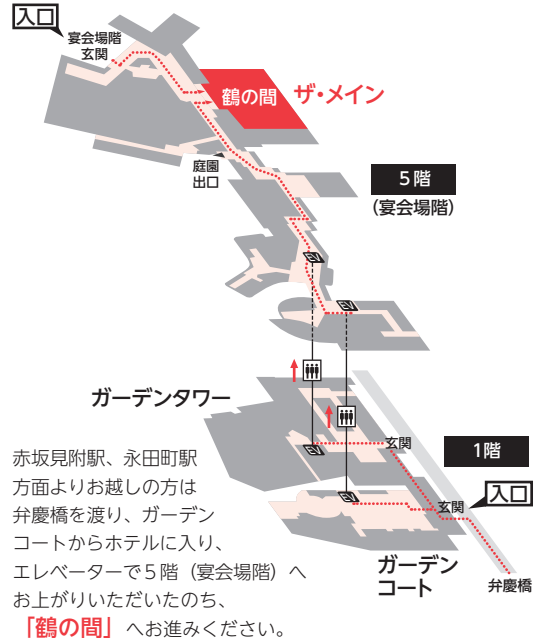 入口
宴会場階
玄関
鶴の間
ザ・メイン
庭園
出口
5階
(宴会場階)
ガーデンタワー
玄関
1階
玄関
入口
ガーデン
コート
弁慶橋
赤坂見附駅、永田町駅
方面よりお越しの方は
弁慶橋を渡り、ガーデン
コートからホテルに入り、
エレベーターで5階（宴会場階）へ
お上がりいただいたのち、
「鶴の間」へお進みください。